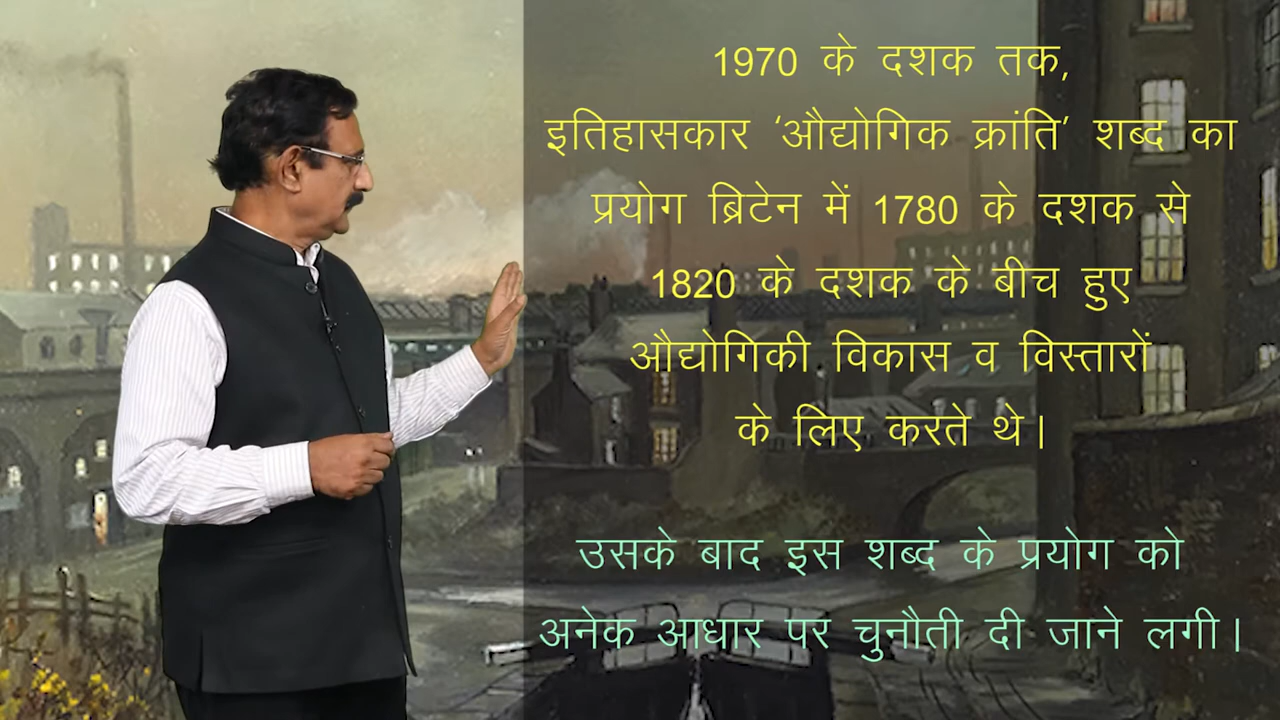 1970 के दशक तक,
इतिहासकार ‘औद्योगिक क्रांति’ शब्द का
प्रयोग ब्रिटेन में 1780 के दशक से
1820 के दशक के बीच हुए
औद्योगिकी विकास व विस्तारों
के लिए करते थे।
उसके बाद इस शब्द के प्रयोग को
अनेक आधार पर चुनौती दी जाने लगी।